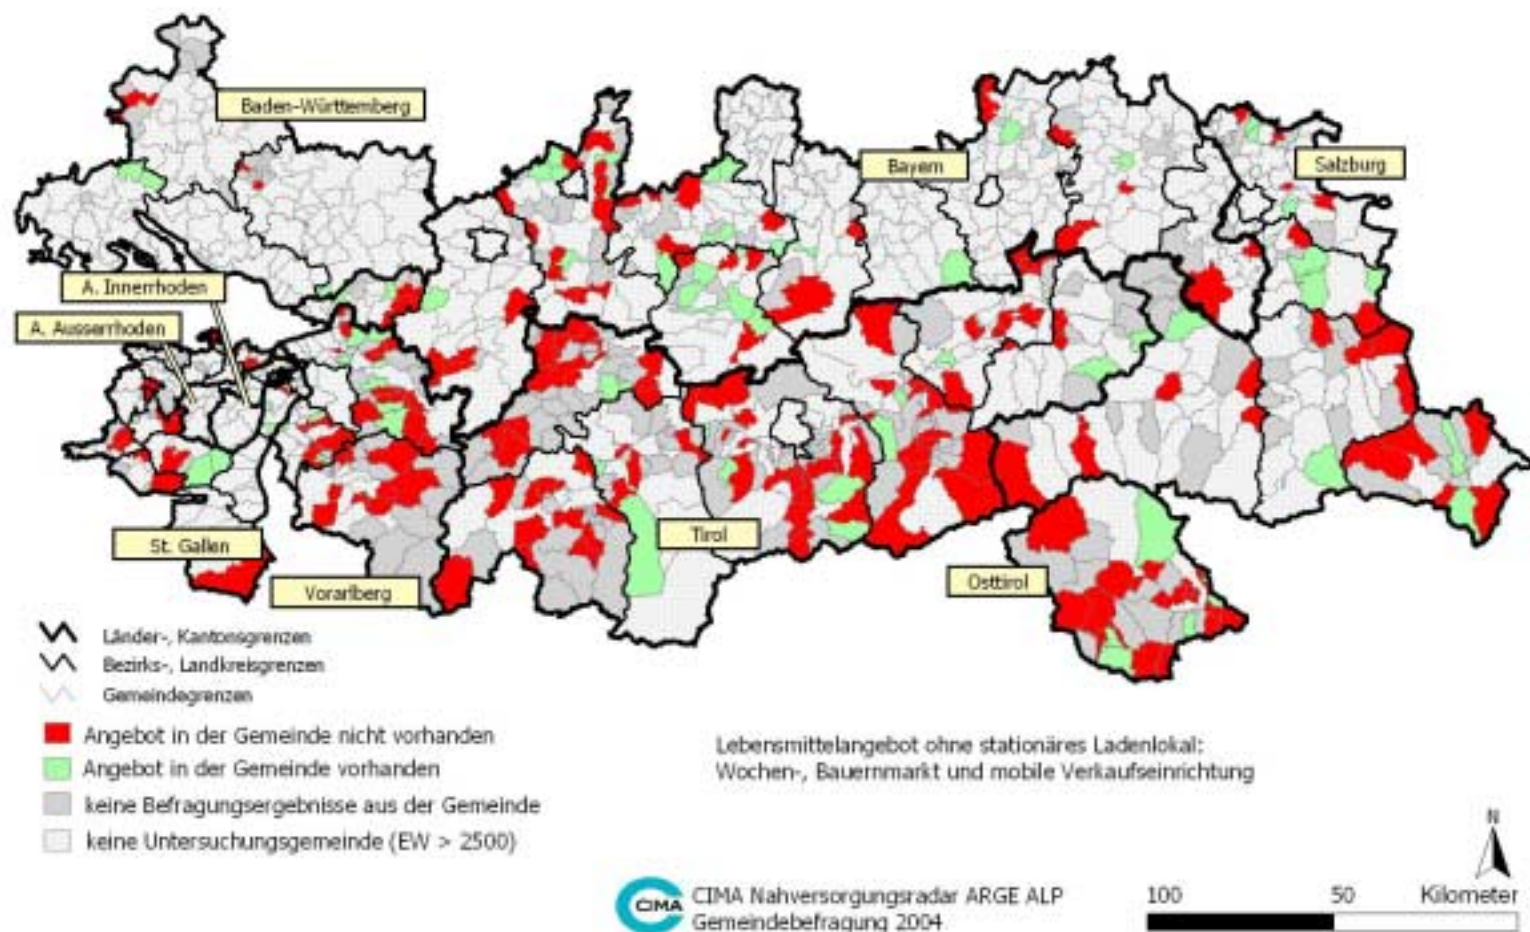 Baden-Württemberg
Bayern
Salzburg
A. Innerrhoden
A. Ausserrhoden
St. Gallen
Vorarlberg
Tirol
Osttirol
Länder-, Kantonsgrenzen
Bezirks-, Landkreisgrenzen
Gemeindegrenzen
Angebot in der Gemeinde nicht vorhanden
Angebot in der Gemeinde vorhanden
keine Befragungsergebnisse aus der Gemeinde
keine Untersuchungsgemeinde (EW > 2500)
Lebensmittelangebot ohne stationäres Ladenlokal:
Wochen-, Bauernmarkt und mobile Verkaufseinrichtung
N
CIMA
CIMA Nahversorgungsradar ARGE ALP
Gemeindebefragung 2004
100 50 Kilometer